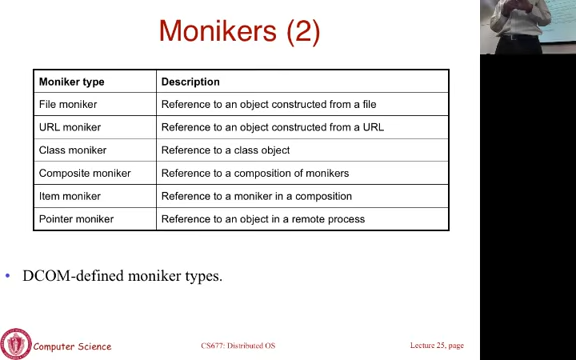 Monikers (2)
Moniker type Description
File moniker Reference to an object constructed from a file
URL moniker Reference to an object constructed from a URL
Class moniker Reference to a class object
Composite moniker Reference to a composition of monikers
Item moniker Reference to a moniker in a composition
Pointer moniker Reference to an object in a remote process
• DCOM-defined moniker types.
Computer Science CS677: Distributed OS Lecture 25, page